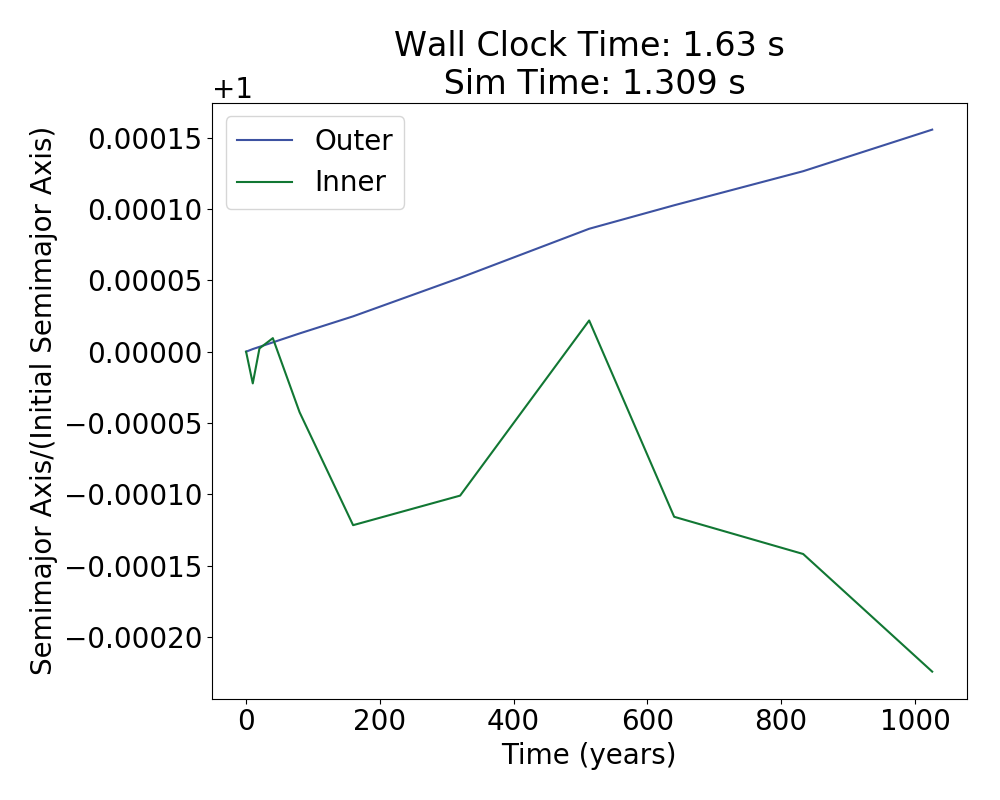 Wall Clock Time: 1.63 s
Sim Time: 1.309 s
+1
Outer
Inner
0.00015
0.00010
0.00005
0.00000
−0.00005
−0.00010
−0.00015
−0.00020
Semimajor Axis/(Initial Semimajor Axis)
0 200 400 600 800 1000
Time (years)